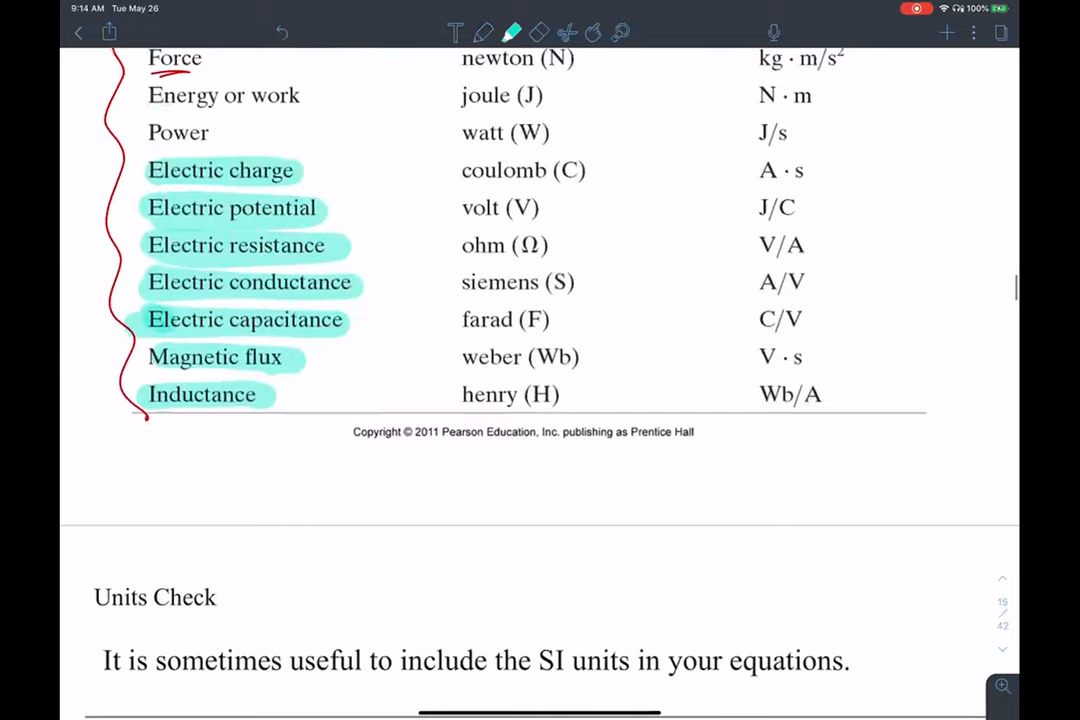 9:14 AM Tue May 26
100%
Force newton (N) kg · m/s²
Energy or work joule (J) N · m
Power watt (W) J/s
Electric charge coulomb (C) A · s
Electric potential volt (V) J/C
Electric resistance ohm (Ω) V/A
Electric conductance siemens (S) A/V
Electric capacitance farad (F) C/V
Magnetic flux weber (Wb) V · s
Inductance henry (H) Wb/A
Copyright © 2011 Pearson Education, Inc. publishing as Prentice Hall
Units Check
15
/
42
It is sometimes useful to include the SI units in your equations.